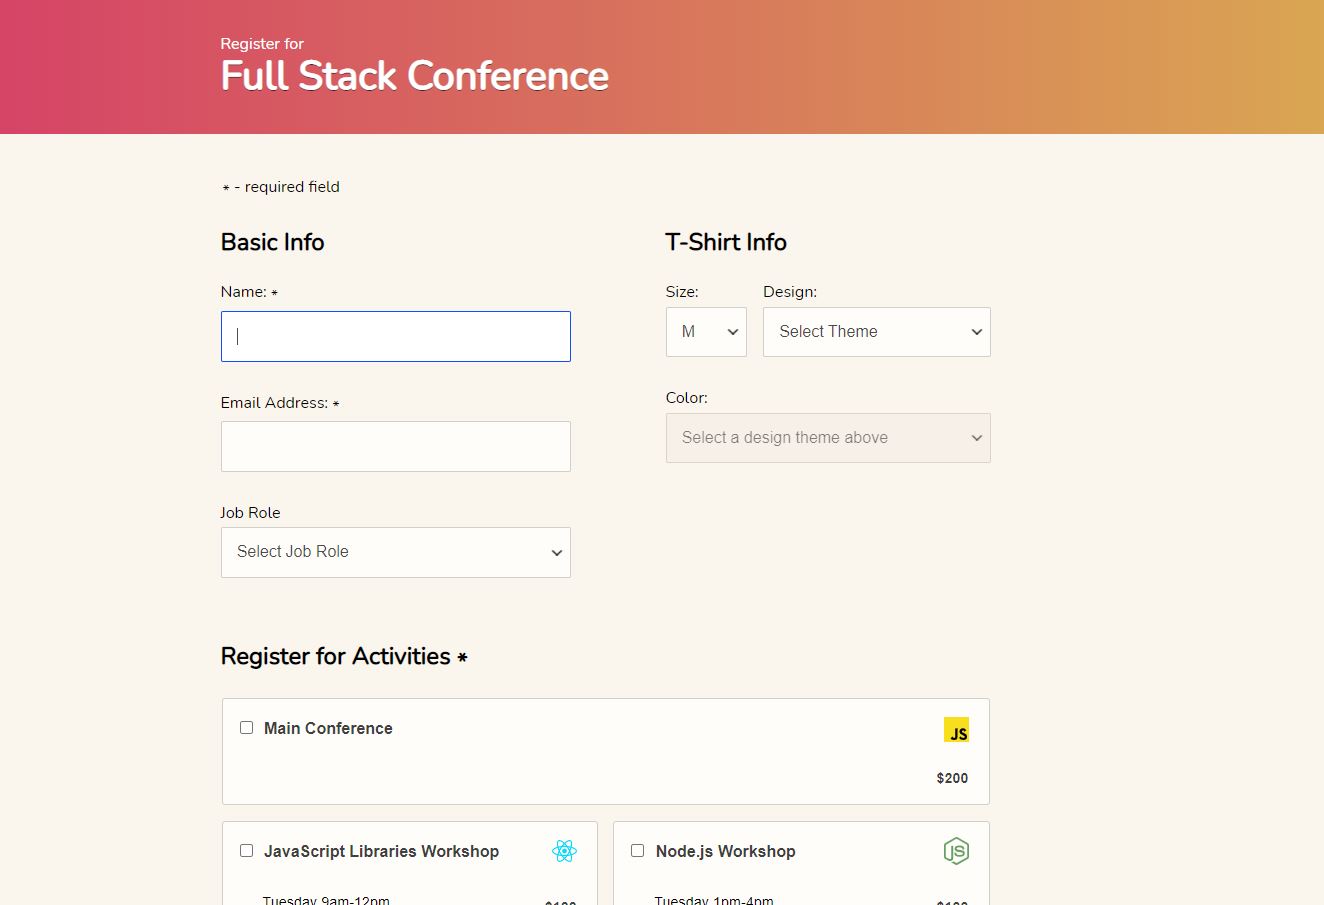 Register for
Full Stack Conference
* - required field
Basic Info
Name: *
Email Address: *
Job Role
Select Job Role
T-Shirt Info
Size:
Design:
M
Select Theme
Color:
Select a design theme above
Register for Activities *
Main Conference
JS
$200
JavaScript Libraries Workshop
Node.js Workshop
JS
Tuesday 9am-12pm
Tuesday 1pm-4pm